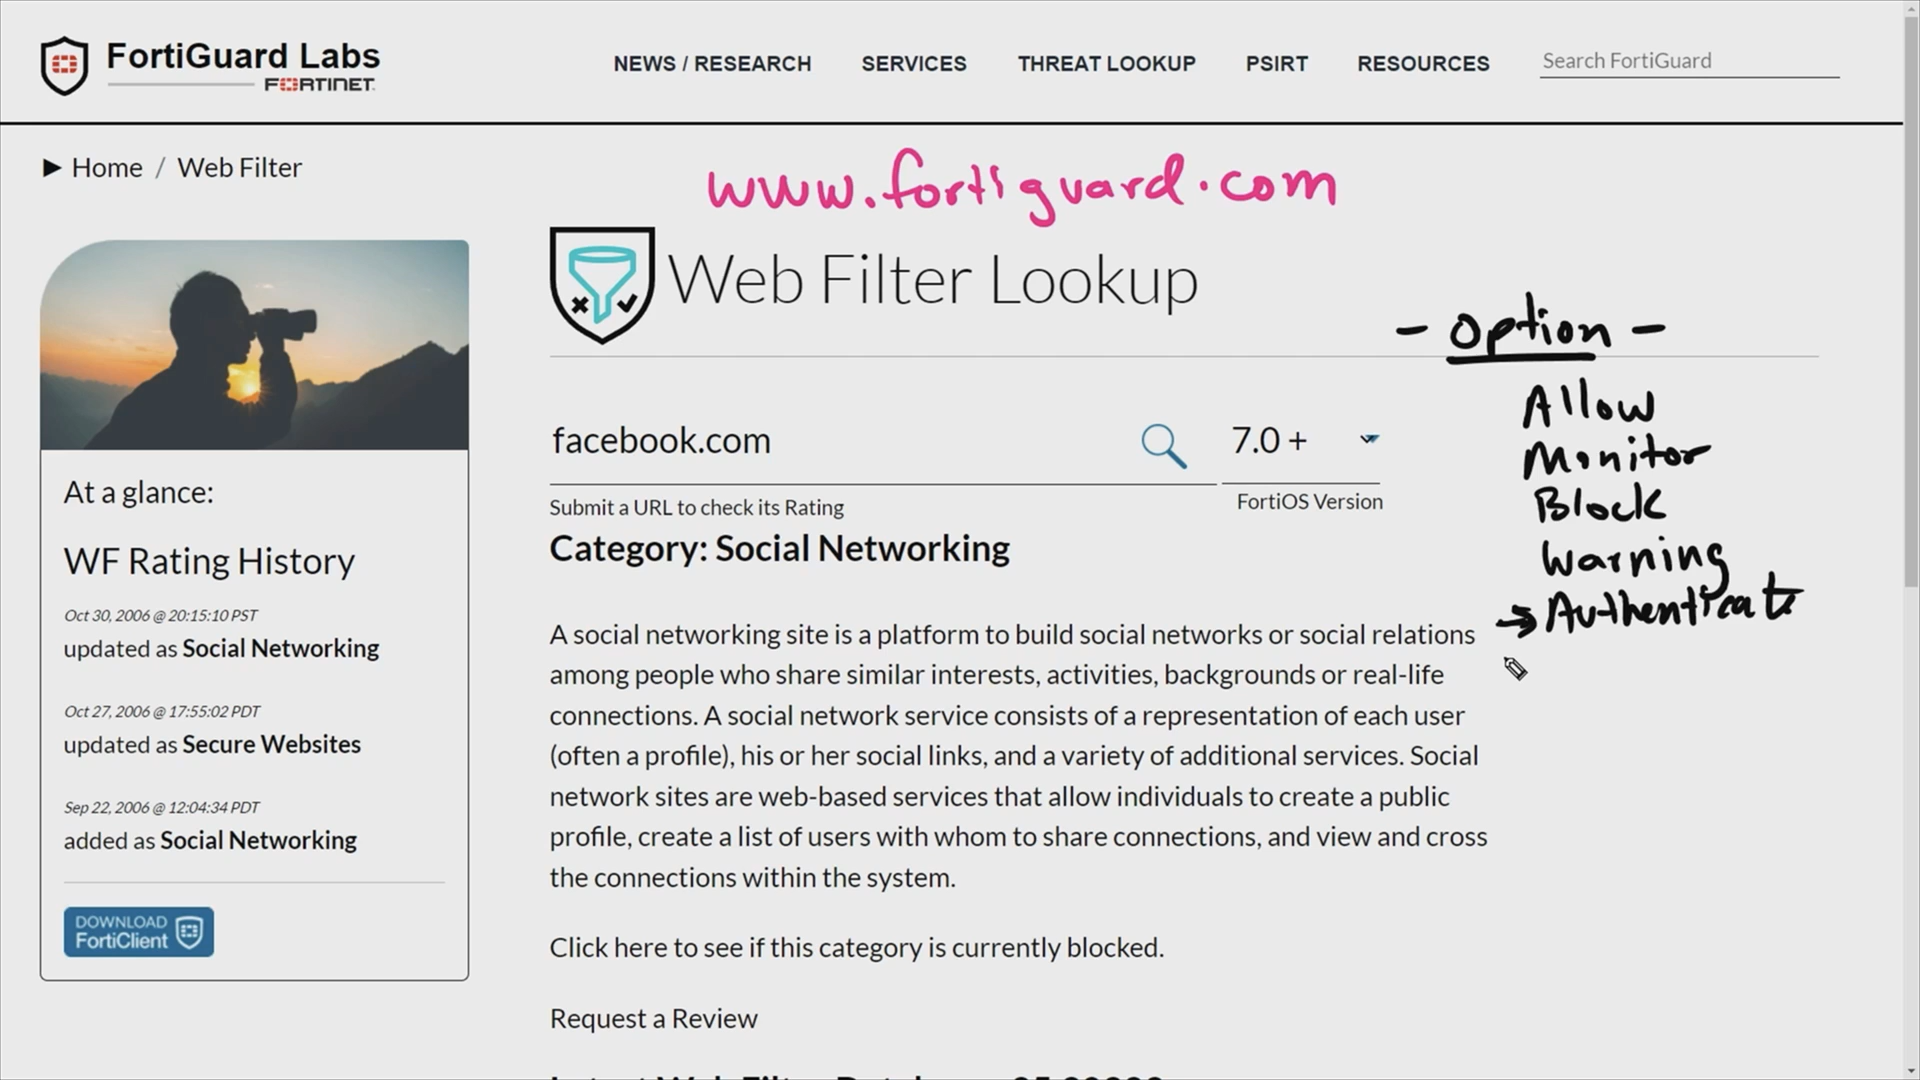 FortiGuard Labs
FORTINET
NEWS / RESEARCH SERVICES THREAT LOOKUP PSIRT RESOURCES Search FortiGuard
Home / Web Filter
www.fortiguard.com
Web Filter Lookup
- Option -
Allow
Monitor
Block
Warning
→ Authenticate
facebook.com 7.0 +
Submit a URL to check its Rating FortiOS Version
Category: Social Networking
A social networking site is a platform to build social networks or social relations
among people who share similar interests, activities, backgrounds or real-life
connections. A social network service consists of a representation of each user
(often a profile), his or her social links, and a variety of additional services. Social
network sites are web-based services that allow individuals to create a public
profile, create a list of users with whom to share connections, and view and cross
the connections within the system.
Click here to see if this category is currently blocked.
Request a Review
At a glance:
WF Rating History
Oct 30, 2006 @ 20:15:10 PST
updated as Social Networking
Oct 27, 2006 @ 17:55:02 PDT
updated as Secure Websites
Sep 22, 2006 @ 12:04:34 PDT
added as Social Networking
DOWNLOAD
FortiClient